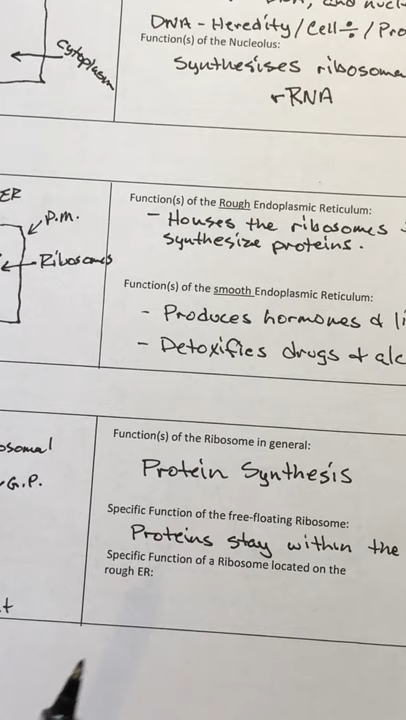 DNA - Heredity/Cell ÷/Pro
Function(s) of the Nucleolus:
cytoplasm
Synthesises ribosoma
rRNA
ER
P.M.
Ribosomes
Function(s) of the Rough Endoplasmic Reticulum:
- Houses the ribosomes
synthesize proteins.
Function(s) of the smooth Endoplasmic Reticulum:
- Produces hormones & li
- Detoxifies drugs & alc
osomal
G.P.
Function(s) of the Ribosome in general:
Protein Synthesis
Specific Function of the free-floating Ribosome:
Proteins stay within the
Specific Function of a Ribosome located on the
rough ER:
t